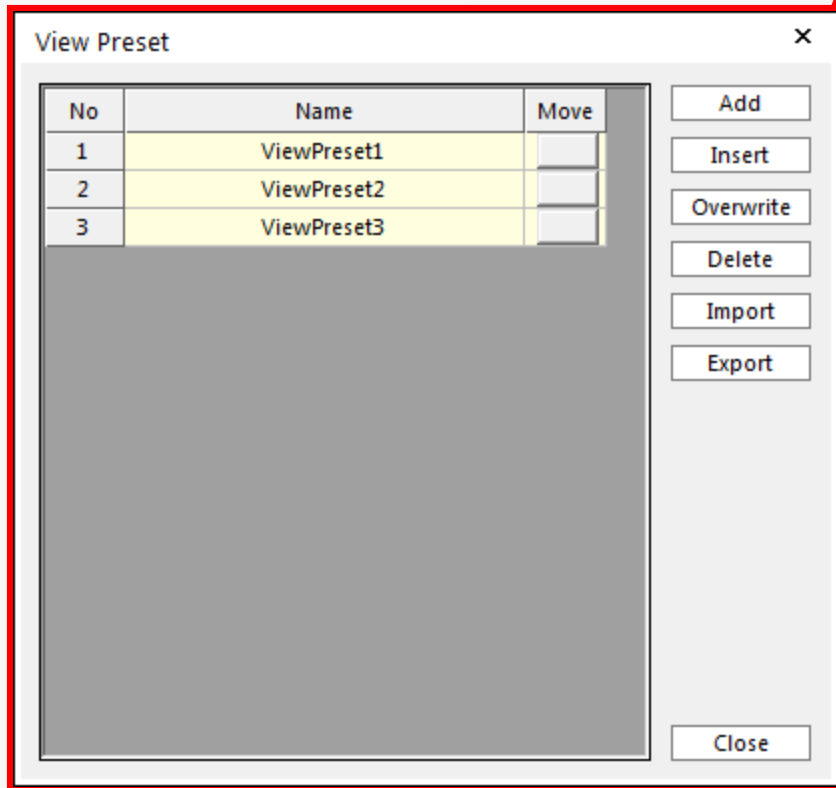 View Preset
×
No Name Move
1 ViewPreset1
2 ViewPreset2
3 ViewPreset3
Add
Insert
Overwrite
Delete
Import
Export
Close